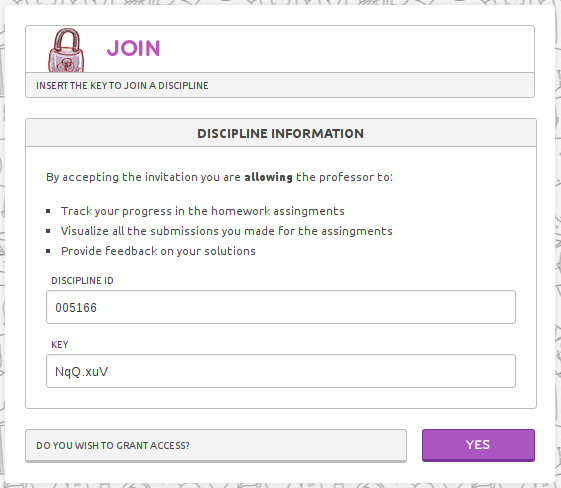 JOIN
INSERT THE KEY TO JOIN A DISCIPLINE
DISCIPLINE INFORMATION
By accepting the invitation you are allowing the professor to:
Track your progress in the homework assingments
Visualize all the submissions you made for the assingments
Provide feedback on your solutions
DISCIPLINE ID
005166
KEY
NqQ.xuV
DO YOU WISH TO GRANT ACCESS?
YES